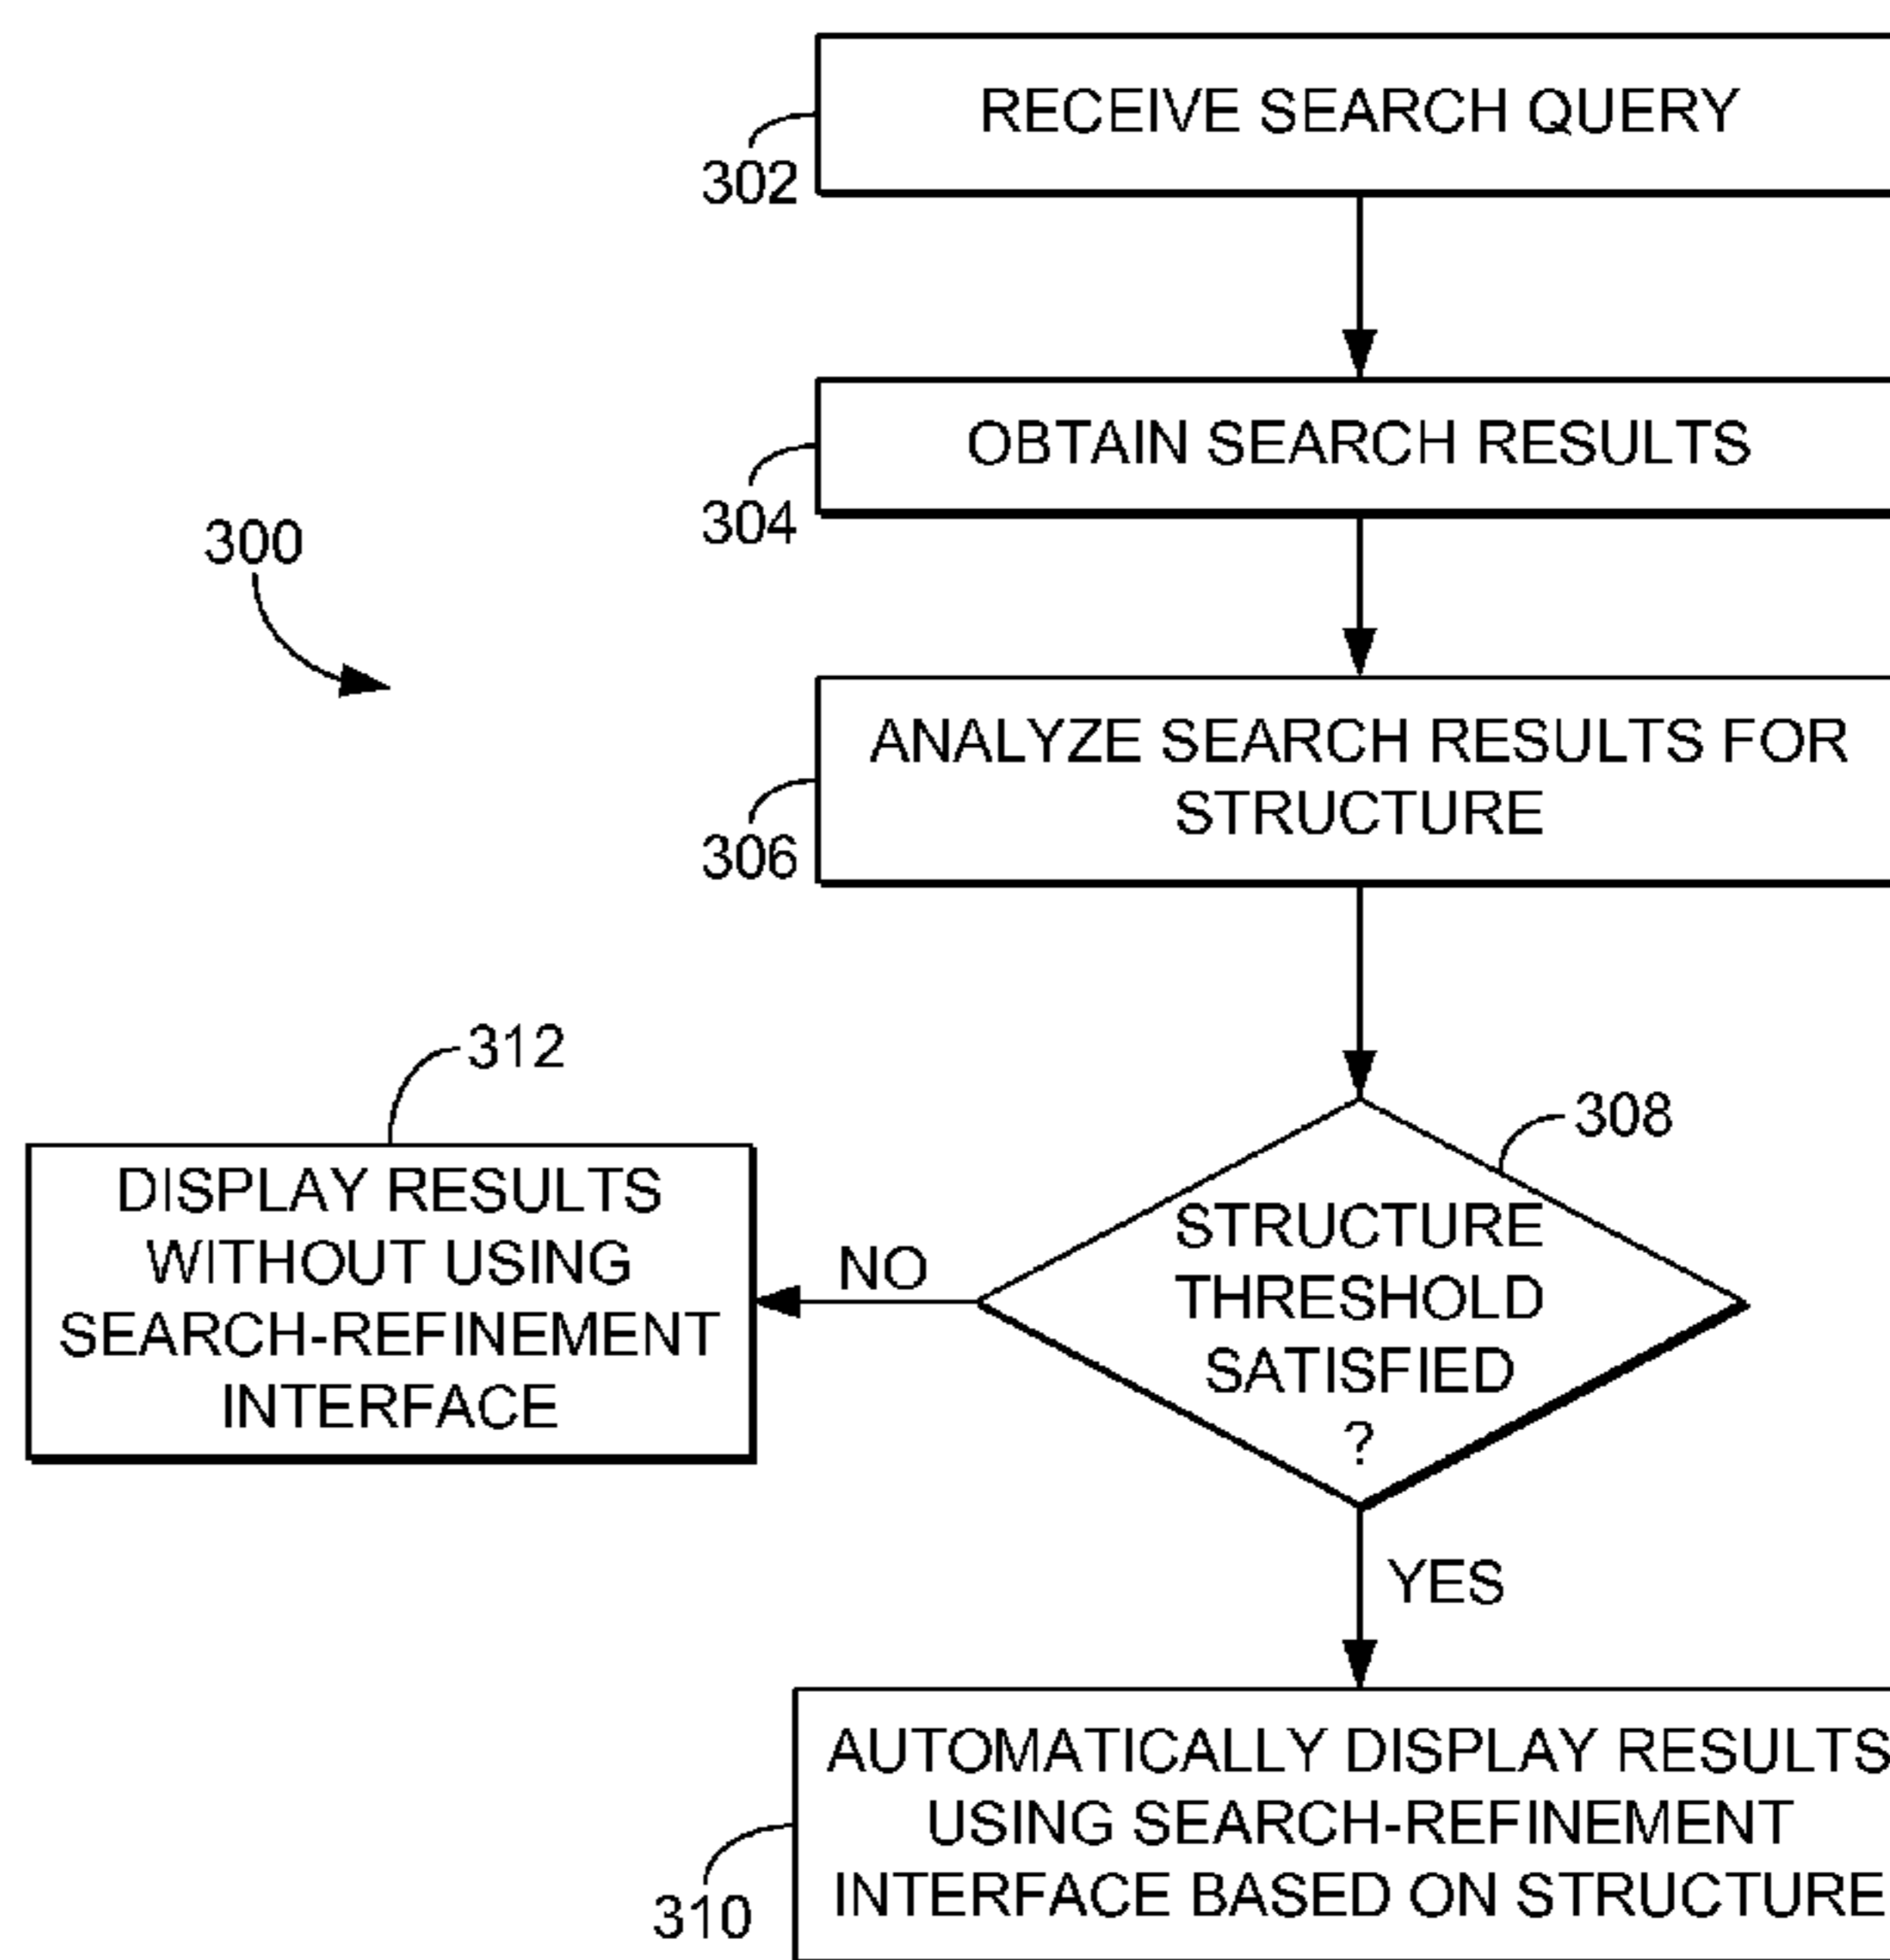 RECEIVE SEARCH QUERY
302
OBTAIN SEARCH RESULTS
304
300
ANALYZE SEARCH RESULTS FOR
STRUCTURE
306
312
308
DISPLAY RESULTS
WITHOUT USING
SEARCH-REFINEMENT
INTERFACE
NO
STRUCTURE
THRESHOLD
SATISFIED
?
YES
AUTOMATICALLY DISPLAY RESULTS
USING SEARCH-REFINEMENT
INTERFACE BASED ON STRUCTURE
310